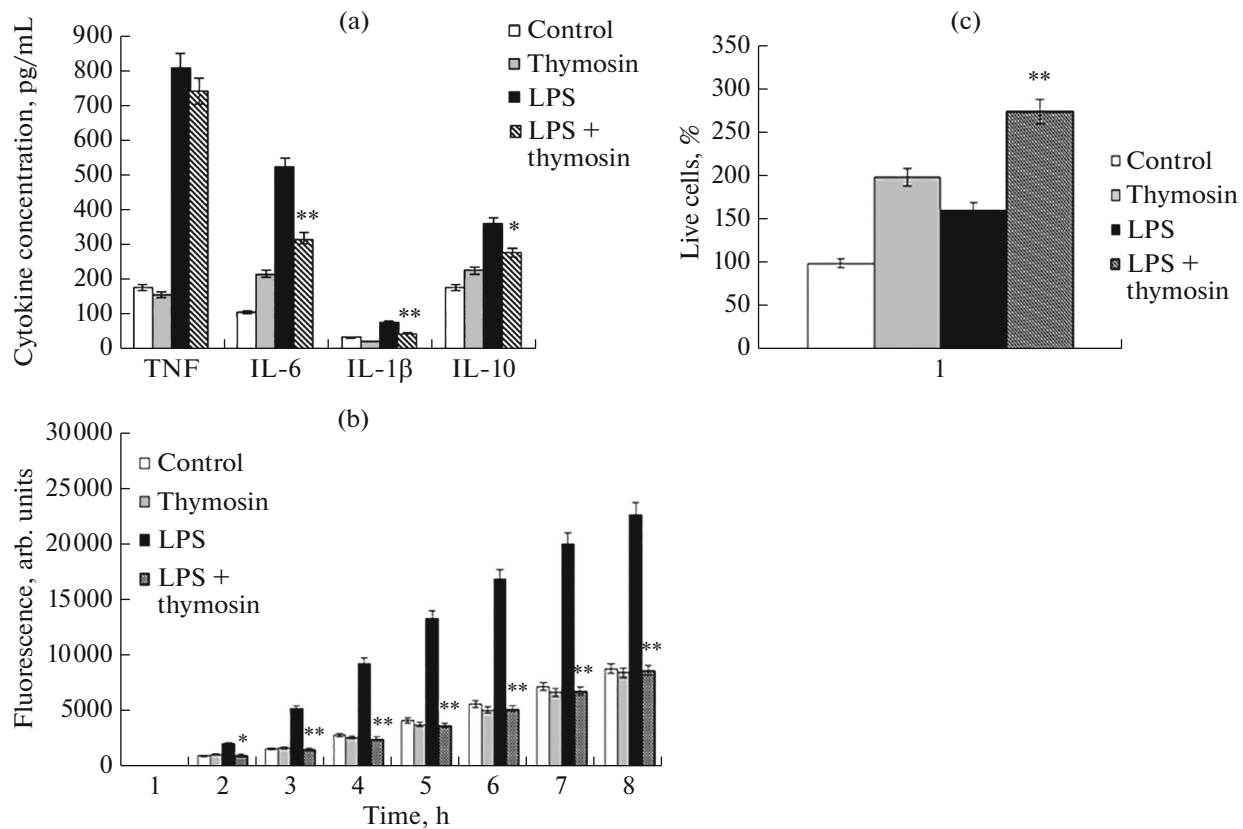 (a)
Cytokine concentration, pg/mL
900
800
700
600
500
400
300
200
100
0
Control
Thymosin
LPS
LPS +
thymosin
**
**
*
TNF IL-6 IL-1β IL-10
(c)
Live cells, %
350
300
250
200
150
100
50
0
**
Control
Thymosin
LPS
LPS +
thymosin
1
(b)
Fluorescence, arb. units
30000
25000
20000
15000
10000
5000
0
Control
Thymosin
LPS
LPS +
thymosin
* ** ** ** ** ** **
1 2 3 4 5 6 7 8
Time, h